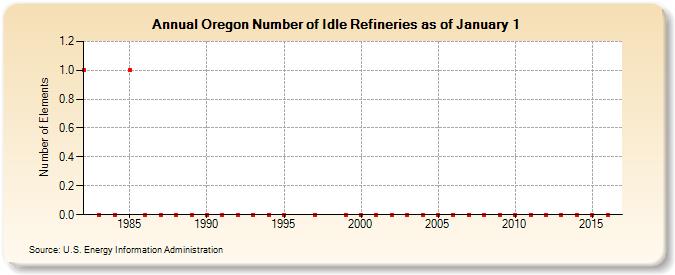 Annual Oregon Number of Idle Refineries as of January 1
Number of Elements
1.2
1.0
0.8
0.6
0.4
0.2
0.0
1985 1990 1995 2000 2005 2010 2015
Source: U.S. Energy Information Administration